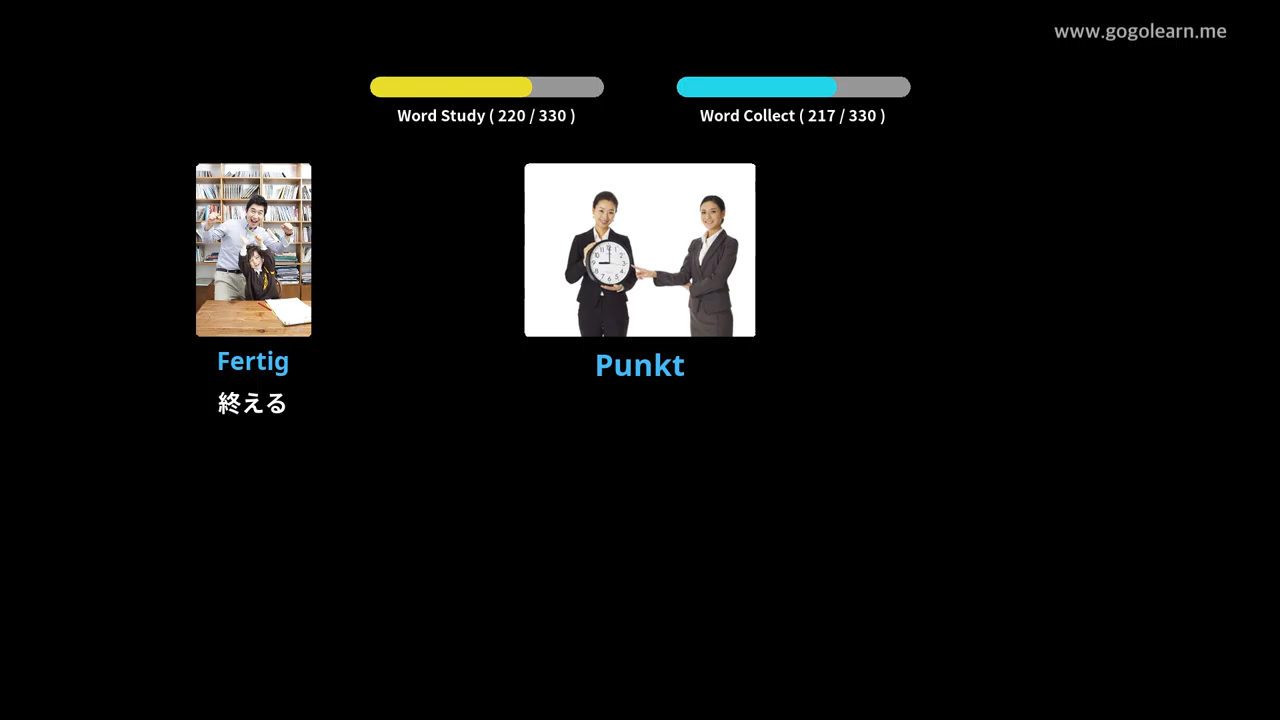 www.gogolearn.me
Word Study ( 220 / 330 )
Word Collect ( 217 / 330 )
Fertig
終える
Punkt